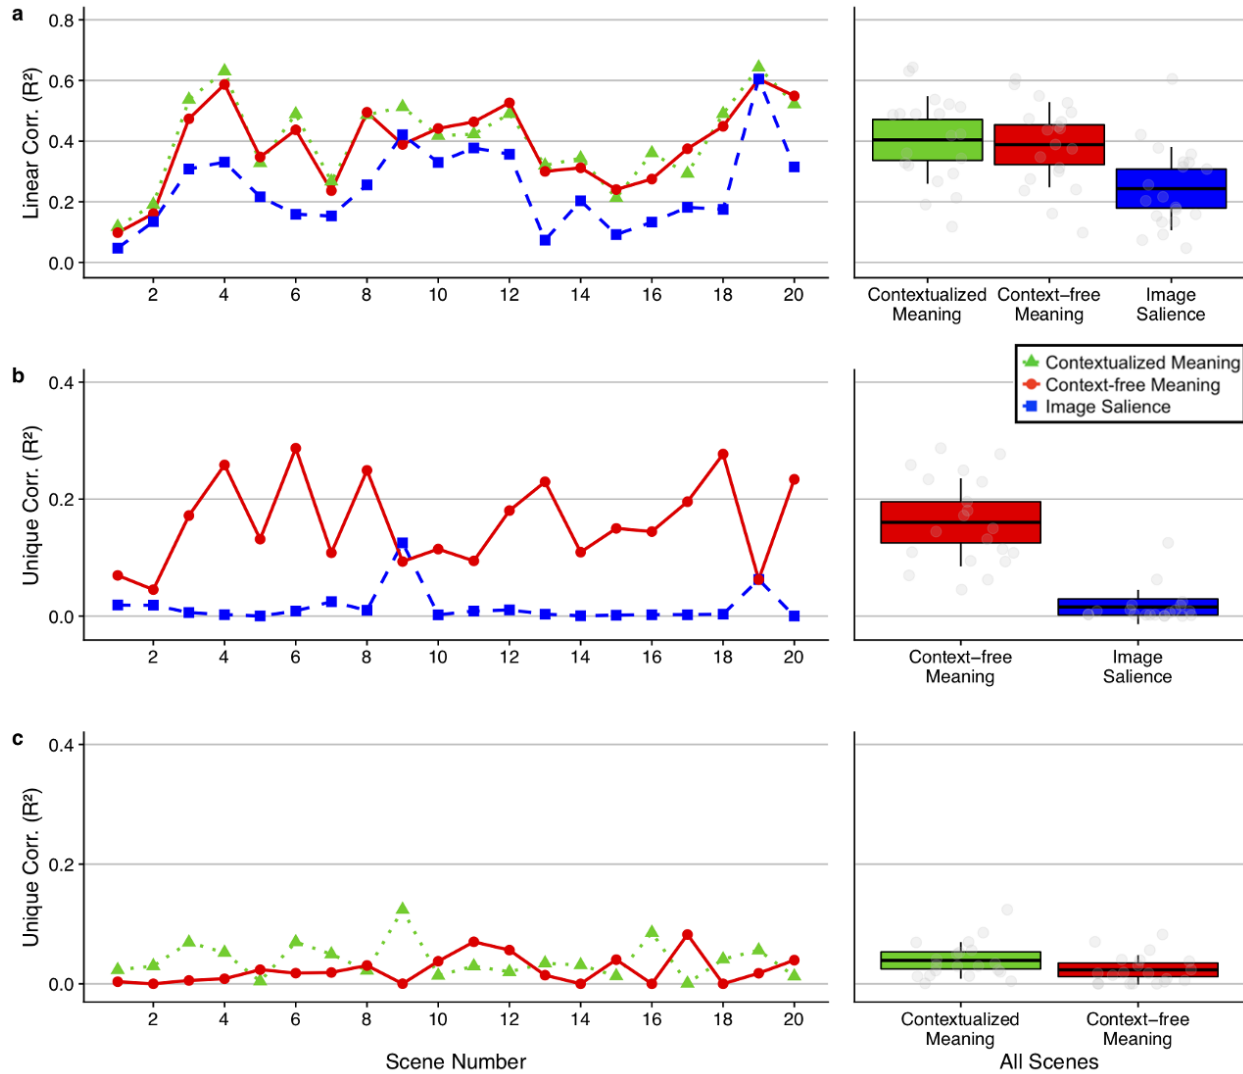 a
Linear Corr. (R²)
0.8
0.6
0.4
0.2
0.0
2 4 6 8 10 12 14 16 18 20
Contextualized Meaning
Context−free Meaning
Image Salience
b
Unique Corr. (R²)
0.4
0.2
0.0
2 4 6 8 10 12 14 16 18 20
Contextualized Meaning
Context-free Meaning
Image Salience
Context−free Meaning
Image Salience
c
Unique Corr. (R²)
0.4
0.2
0.0
2 4 6 8 10 12 14 16 18 20
Scene Number
Contextualized Meaning
Context−free Meaning
All Scenes